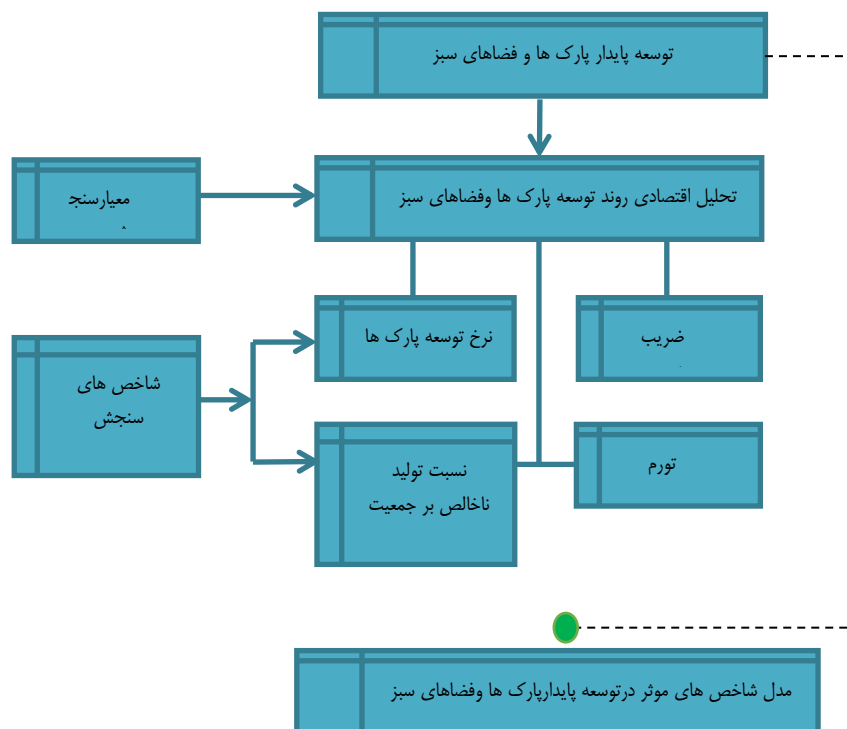 توسعه پایدار پارک ها و فضاهای سبز
تحلیل اقتصادی روند توسعه پارک ها وفضاهای سبز
معیارسنج
نرخ توسعه پارک ها
ضریب
شاخص های
سنجش
نسبت تولید
ناخالص بر جمعیت
تورم
مدل شاخص های موثر درتوسعه پایدارپارک ها وفضاهای سبز